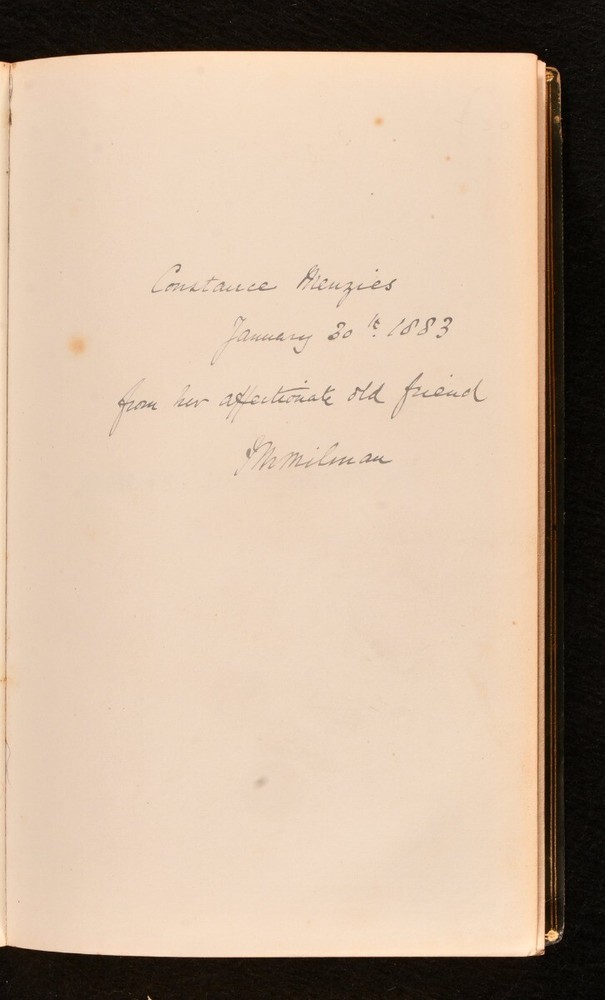 Constance Menzies
January 30th. 1883
from her affectionate old friend
Milman